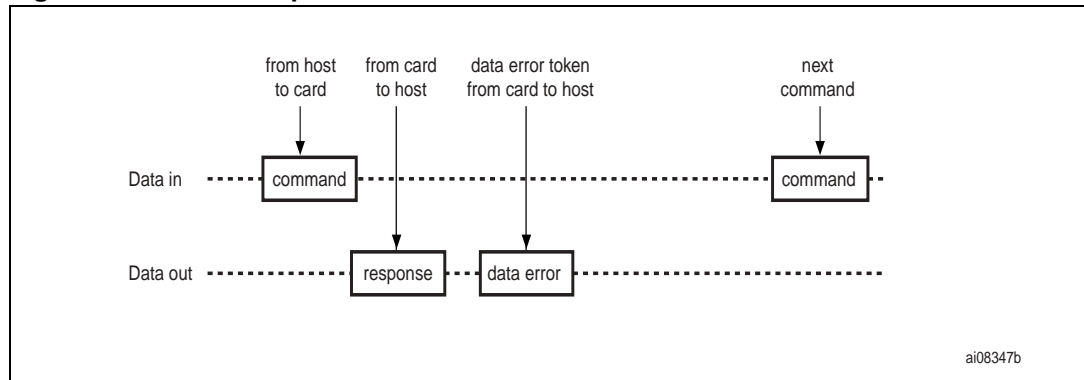 from host
to card
from card
to host
data error token
from card to host
next
command
Data in
command
command
Data out
response
data error
ai08347b